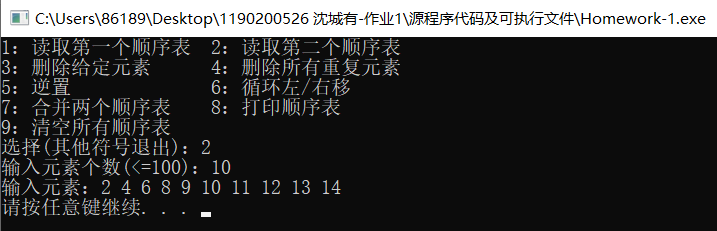 C:\Users\86189\Desktop\1190200526 沈城有-作业1\源程序代码及可执行文件\Homework-1.exe
1: 读取第一个顺序表  2: 读取第二个顺序表
3: 删除给定元素      4: 删除所有重复元素
5: 逆置              6: 循环左/右移
7: 合并两个顺序表    8: 打印顺序表
9: 清空所有顺序表
选择(其他符号退出): 2
输入元素个数(<=100): 10
输入元素: 2 4 6 8 9 10 11 12 13 14
请按任意键继续. . .